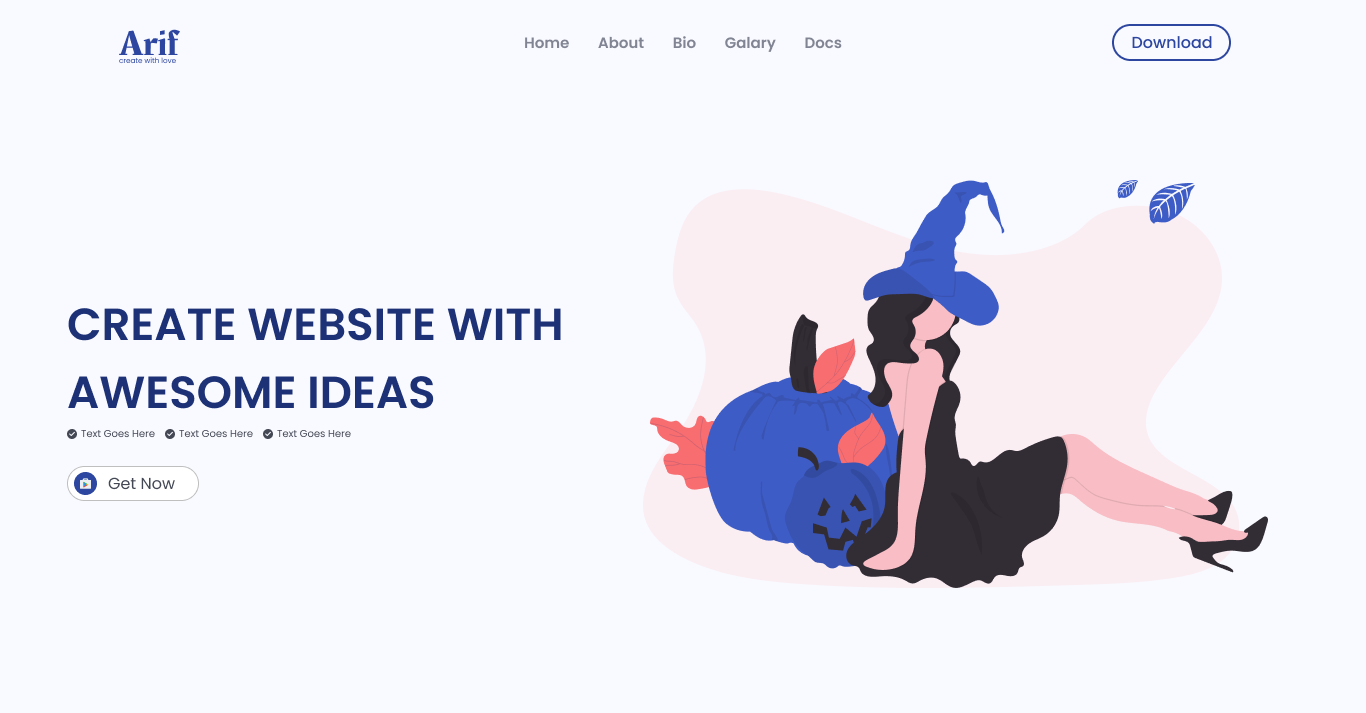 Arif
create with love
Home About Bio Galary Docs
Download
CREATE WEBSITE WITH
AWESOME IDEAS
Text Goes Here Text Goes Here Text Goes Here
Get Now